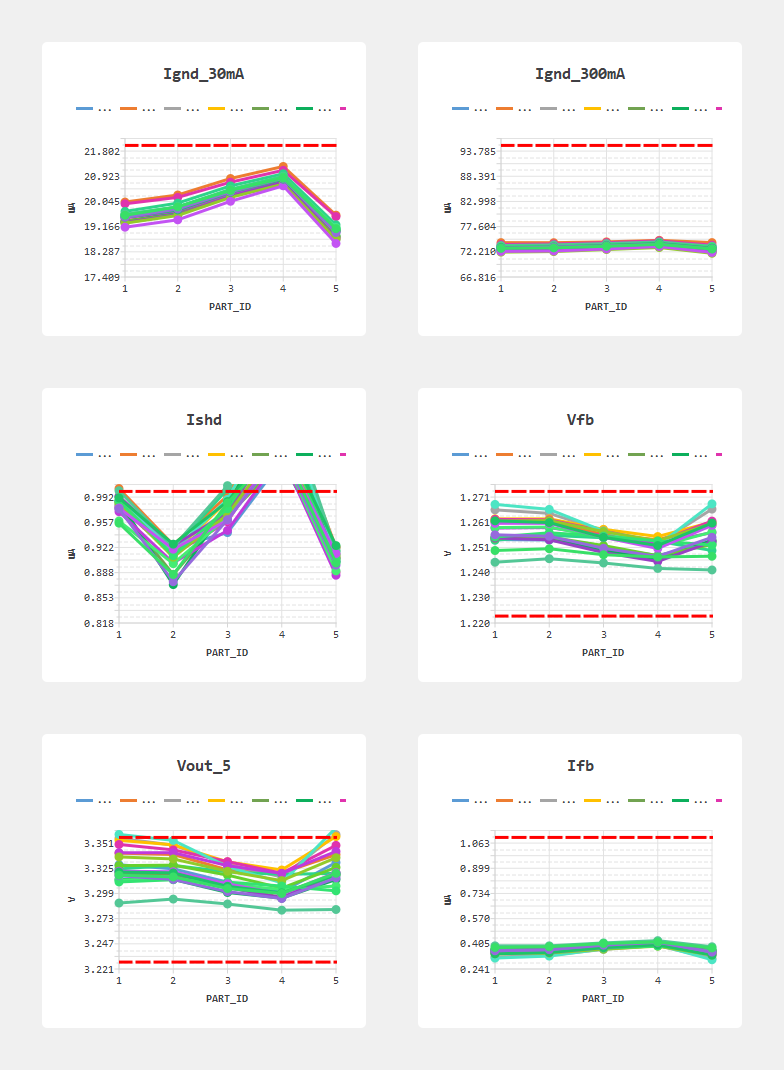 Ignd_30mA
... ... ... ... ... ...
21.802
20.923
20.045
19.166
18.287
17.409
UA
1 2 3 4 5
PART_ID
Ignd_300mA
... ... ... ... ... ...
93.785
88.391
82.998
77.604
72.210
66.816
UA
1 2 3 4 5
PART_ID
Ishd
... ... ... ... ... ...
0.992
0.957
0.922
0.888
0.853
0.818
UA
1 2 3 4 5
PART_ID
Vfb
... ... ... ... ... ...
1.271
1.261
1.251
1.240
1.230
1.220
V
1 2 3 4 5
PART_ID
Vout_5
... ... ... ... ... ...
3.351
3.325
3.299
3.273
3.247
3.221
V
1 2 3 4 5
PART_ID
Ifb
... ... ... ... ... ...
1.063
0.899
0.734
0.570
0.405
0.241
UA
1 2 3 4 5
PART_ID